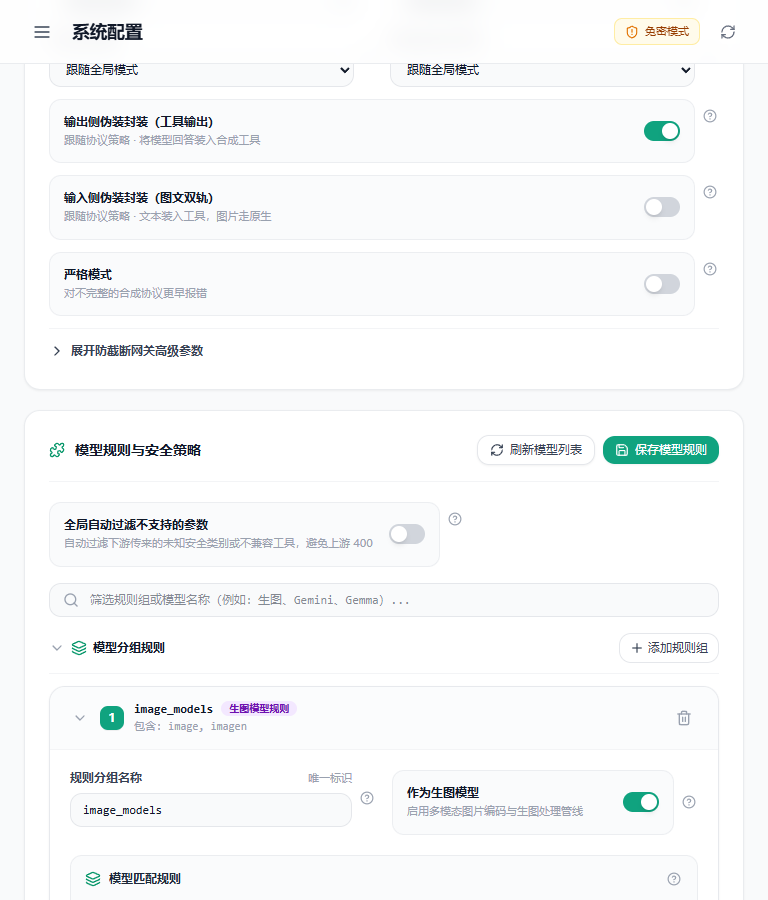 系统配置
免密模式
跟随全局模式
跟随全局模式
输出侧伪装封装（工具输出）
跟随协议策略 · 将模型回答装入合成工具
输入侧伪装封装（图文双轨）
跟随协议策略 · 文本装入工具，图片走原生
严格模式
对不完整的合成协议更早报错
展开防截断网关高级参数
模型规则与安全策略
刷新模型列表
保存模型规则
全局自动过滤不支持的参数
自动过滤下游传来的未知安全类别或不兼容工具，避免上游 400
筛选规则组或模型名称（例如：生图、Gemini、Gemma）...
模型分组规则
添加规则组
1
image_models
生图模型规则
包含: image, imagen
规则分组名称
唯一标识
image_models
作为生图模型
启用多模态图片编码与生图处理管线
模型匹配规则